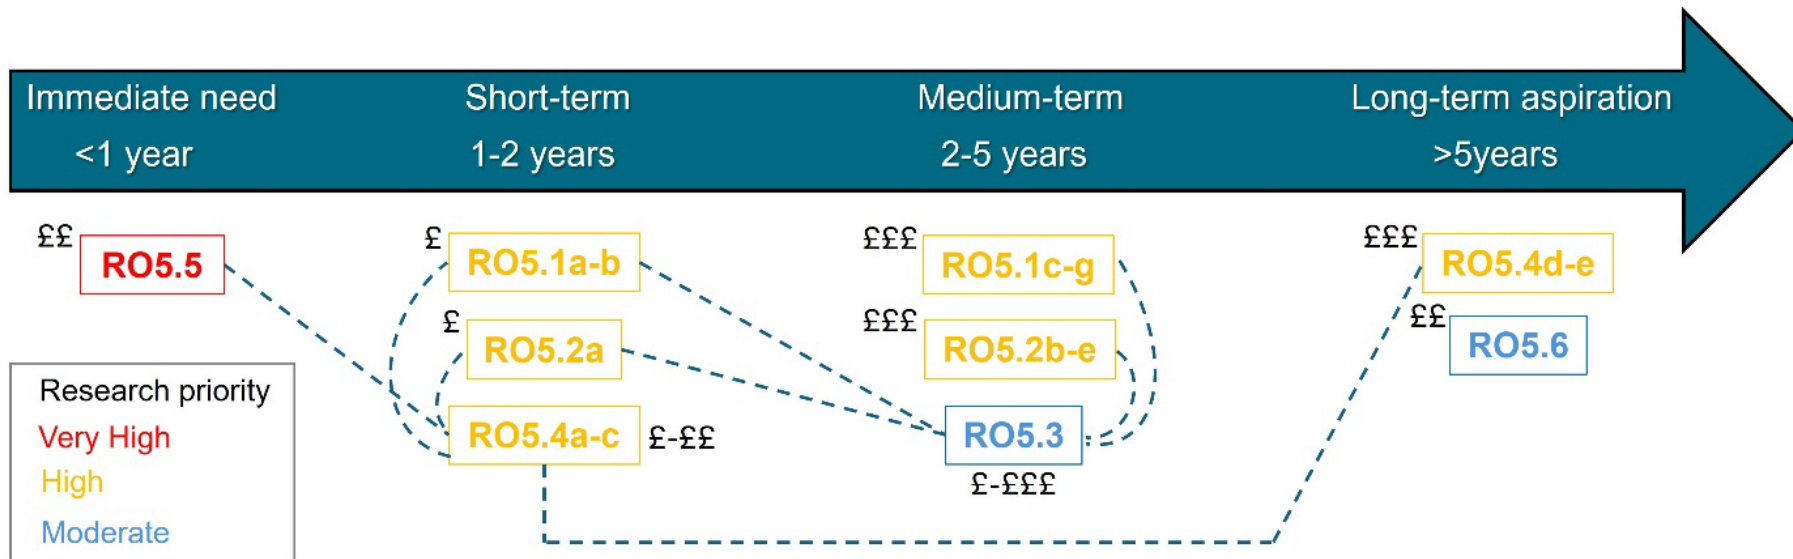 Immediate need
<1 year
Short-term
1-2 years
Medium-term
2-5 years
Long-term aspiration
>5years
££
RO5.5
£
RO5.1a-b
£
RO5.2a
RO5.4a-c
£-££
£££
RO5.1c-g
£££
RO5.2b-e
RO5.3
£-£££
£££
RO5.4d-e
££
RO5.6
Research priority
Very High
High
Moderate